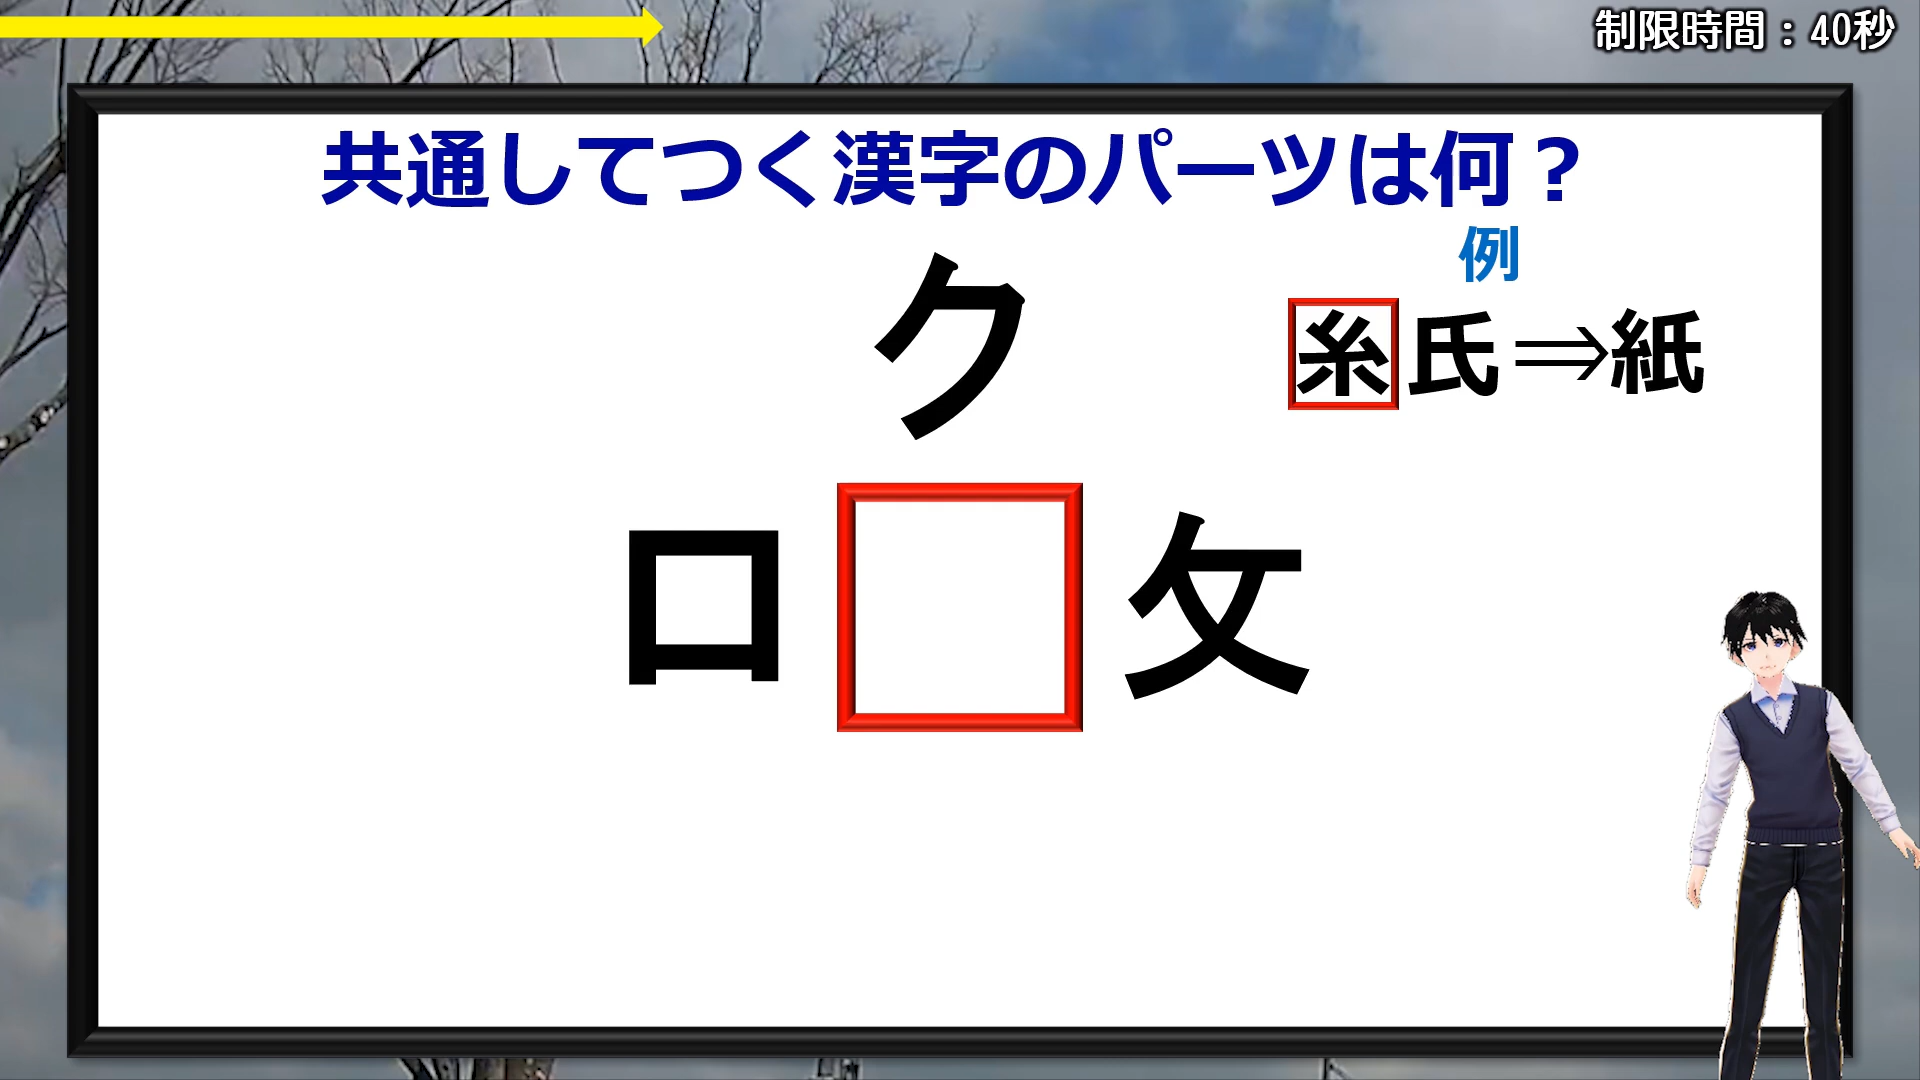 制限時間：40秒
共通してつく漢字のパーツは何？
例
糸氏⇒紙
ク
口 攵